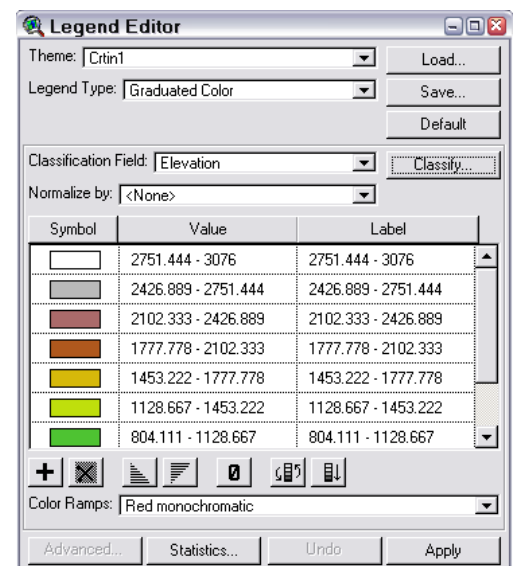 Legend Editor
Theme: Crtin1
Load...
Legend Type: Graduated Color
Save...
Default
Classification Field: Elevation
Classify...
Normalize by: <None>
Symbol Value Label
2751.444 - 3076 2751.444 - 3076
2426.889 - 2751.444 2426.889 - 2751.444
2102.333 - 2426.889 2102.333 - 2426.889
1777.778 - 2102.333 1777.778 - 2102.333
1453.222 - 1777.778 1453.222 - 1777.778
1128.667 - 1453.222 1128.667 - 1453.222
804.111 - 1128.667 804.111 - 1128.667
0
Color Ramps: Red monochromatic
Advanced... Statistics... Undo Apply